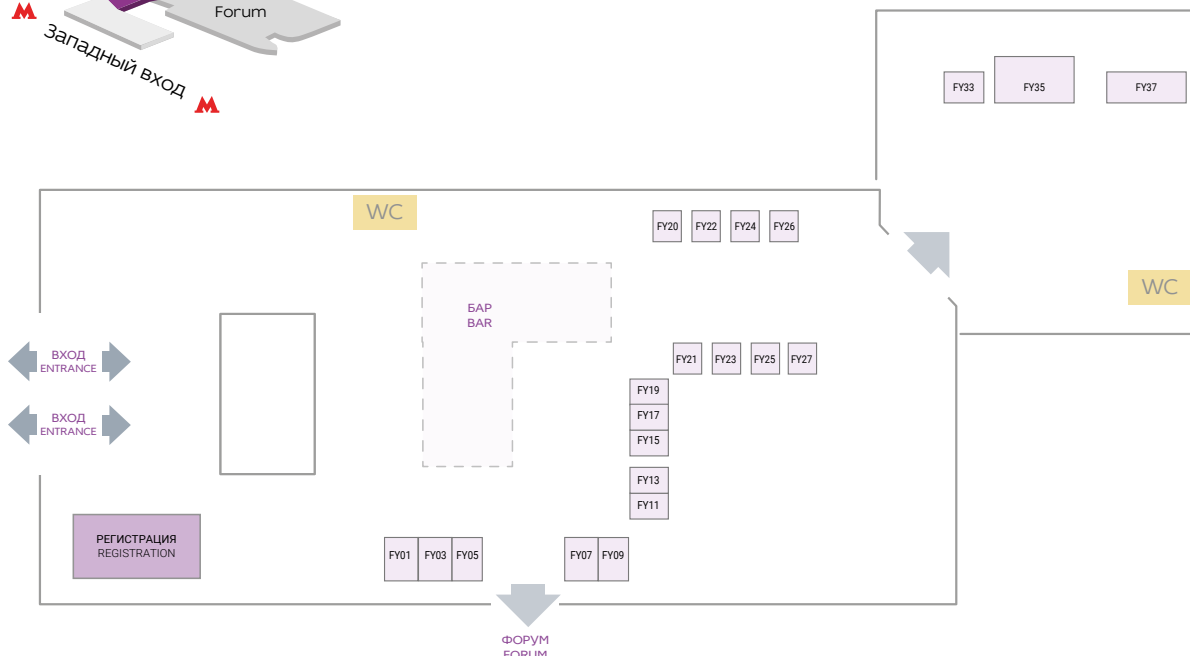 Forum
Западный вход
FY33
FY35
FY37
WC
FY20
FY22
FY24
FY26
WC
БАР
BAR
ВХОД
ENTRANCE
FY21
FY23
FY25
FY27
FY19
FY17
FY15
ВХОД
ENTRANCE
FY13
FY11
РЕГИСТРАЦИЯ
REGISTRATION
FY01
FY03
FY05
FY07
FY09
ФОРУМ
FORUM